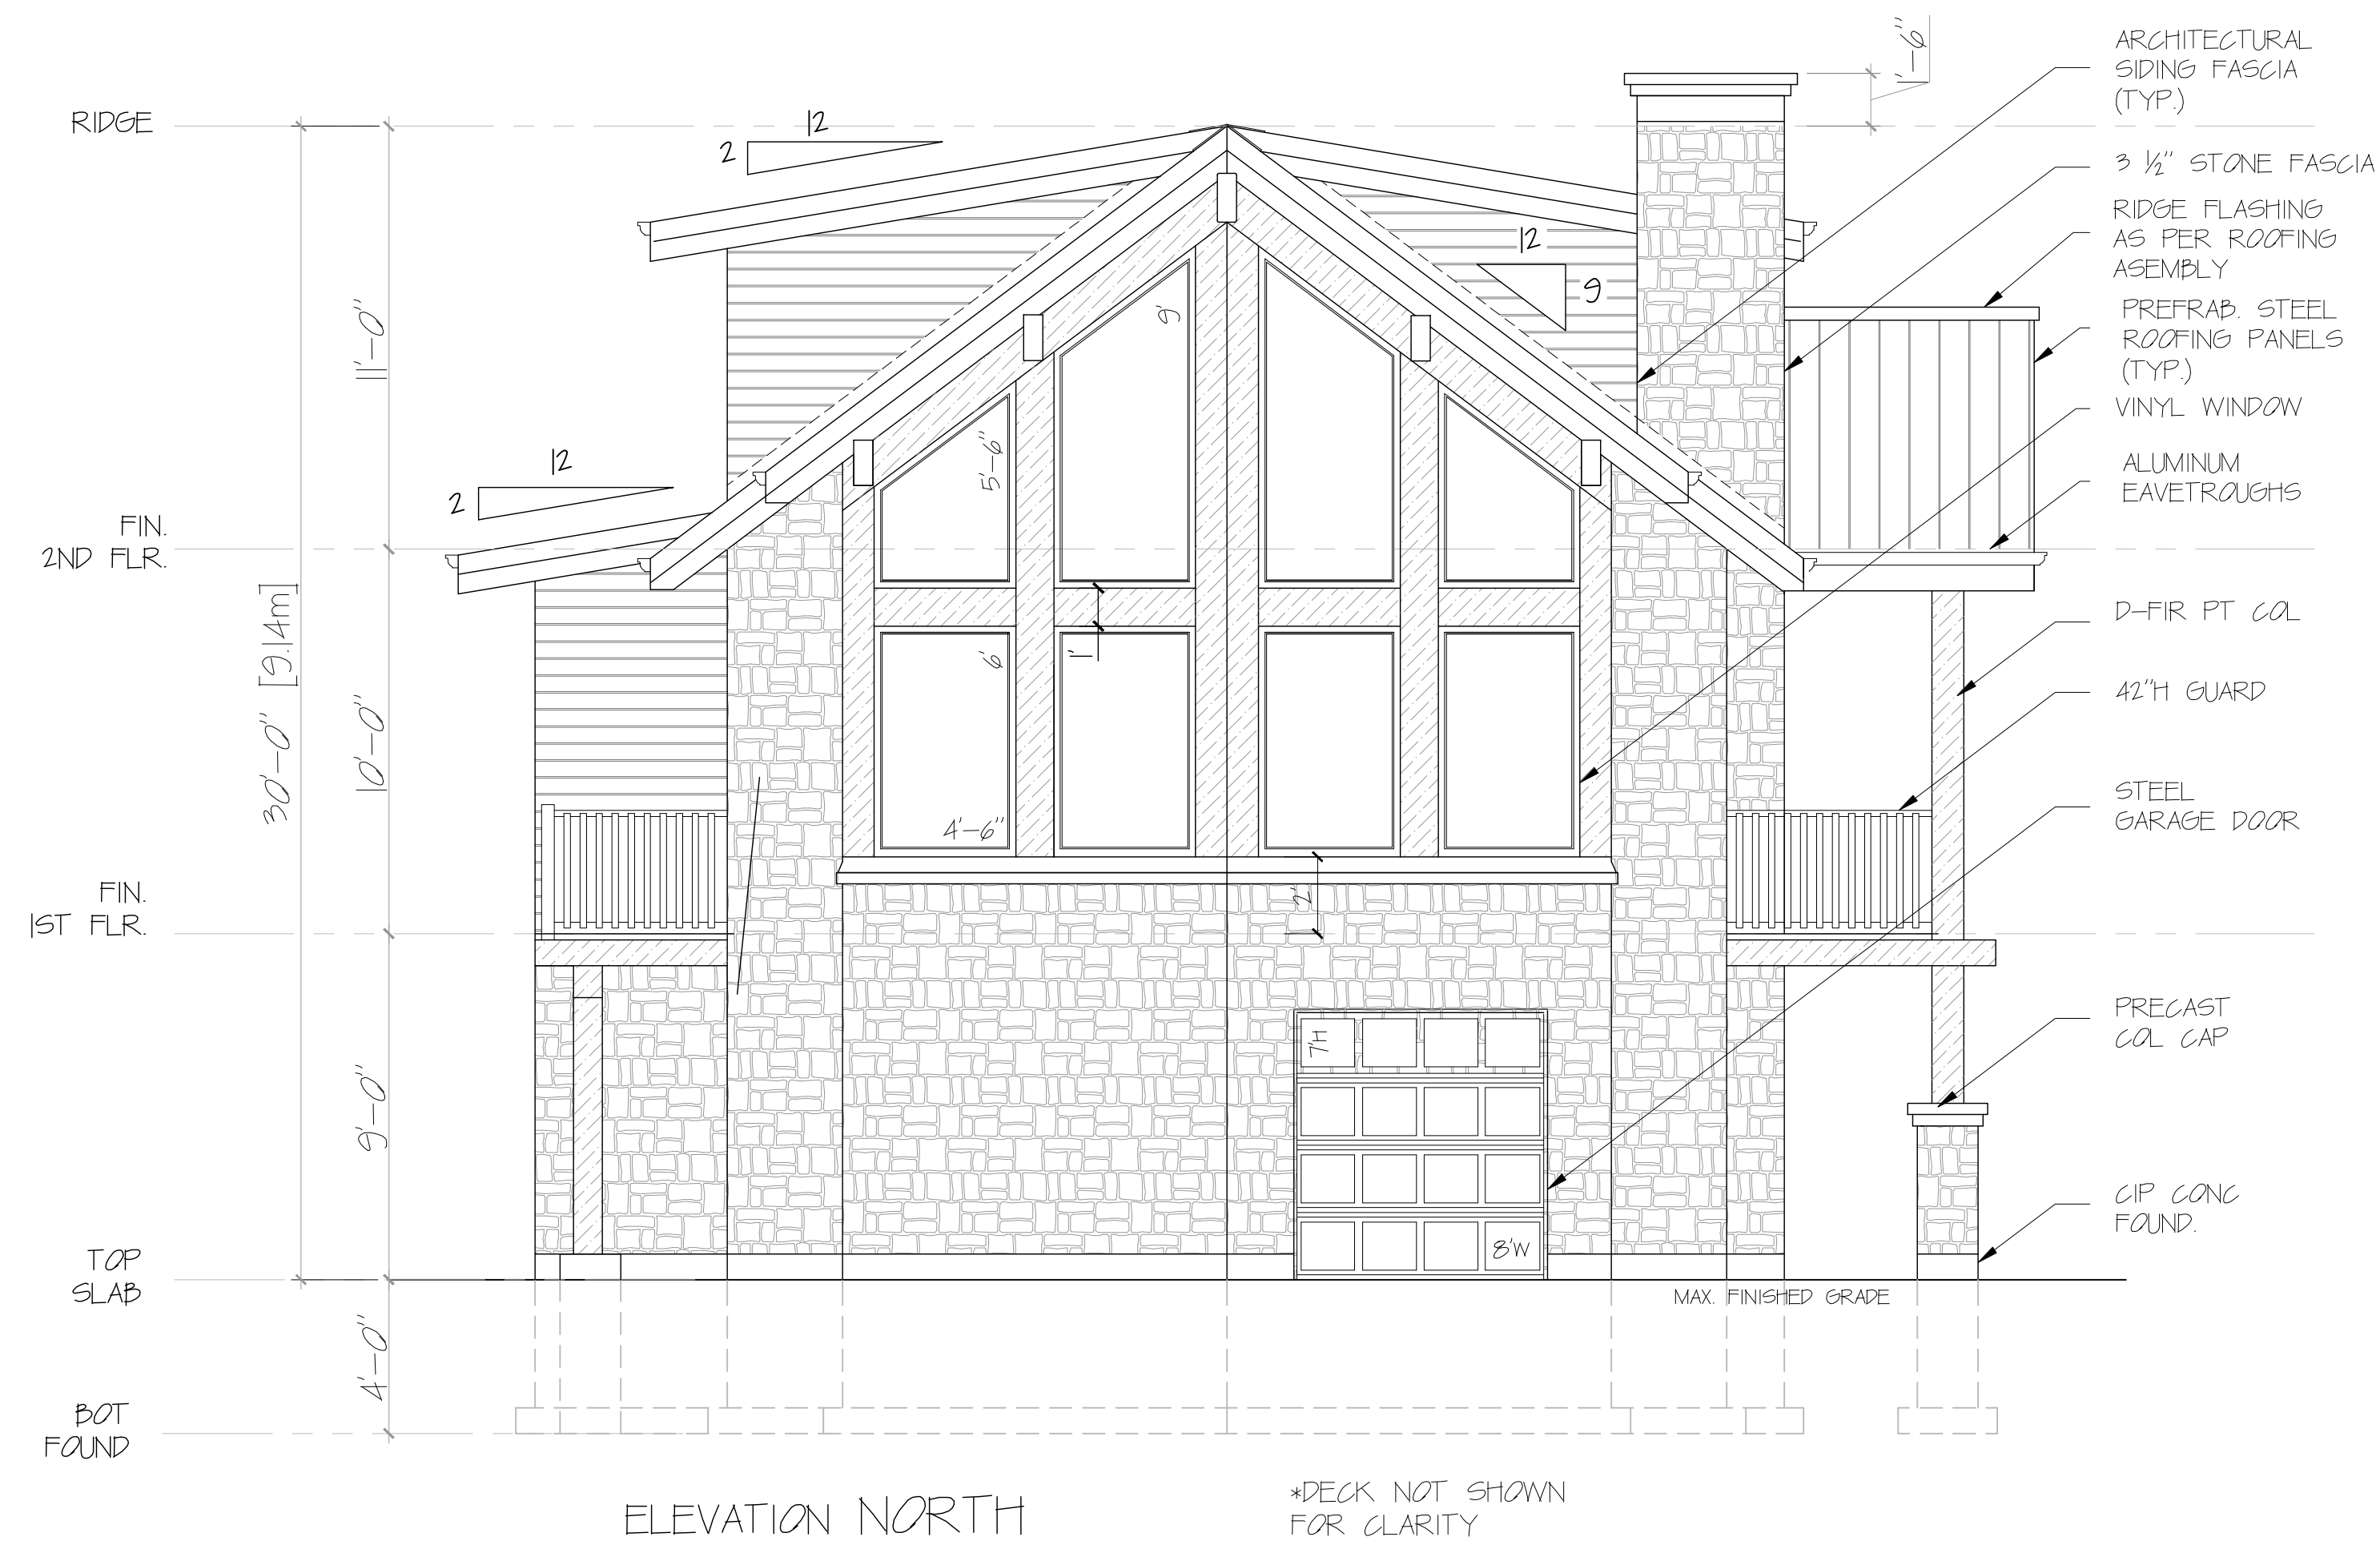 1'-6"
ARCHITECTURAL
SIDING FASCIA
(TYP.)
RIDGE
12
2
3 ½" STONE FASCIA
RIDGE FLASHING
AS PER ROOFING
ASEMBLY
12
9
9'
PREFRAB. STEEL
ROOFING PANELS
(TYP.)
11'-0"
VINYL WINDOW
5'-6"
12
2
ALUMINUM
EAVETROUGHS
FIN.
2ND FLR.
30'-0" [9.14m]
D-FIR PT COL
6'
1'
10'-0"
42"H GUARD
4'-6"
STEEL
GARAGE DOOR
FIN.
1ST FLR.
2'
PRECAST
COL CAP
7'H
9'-0"
CIP CONC
FOUND.
8'W
TOP
SLAB
MAX. FINISHED GRADE
4'-0"
BOT
FOUND
ELEVATION NORTH
*DECK NOT SHOWN
FOR CLARITY